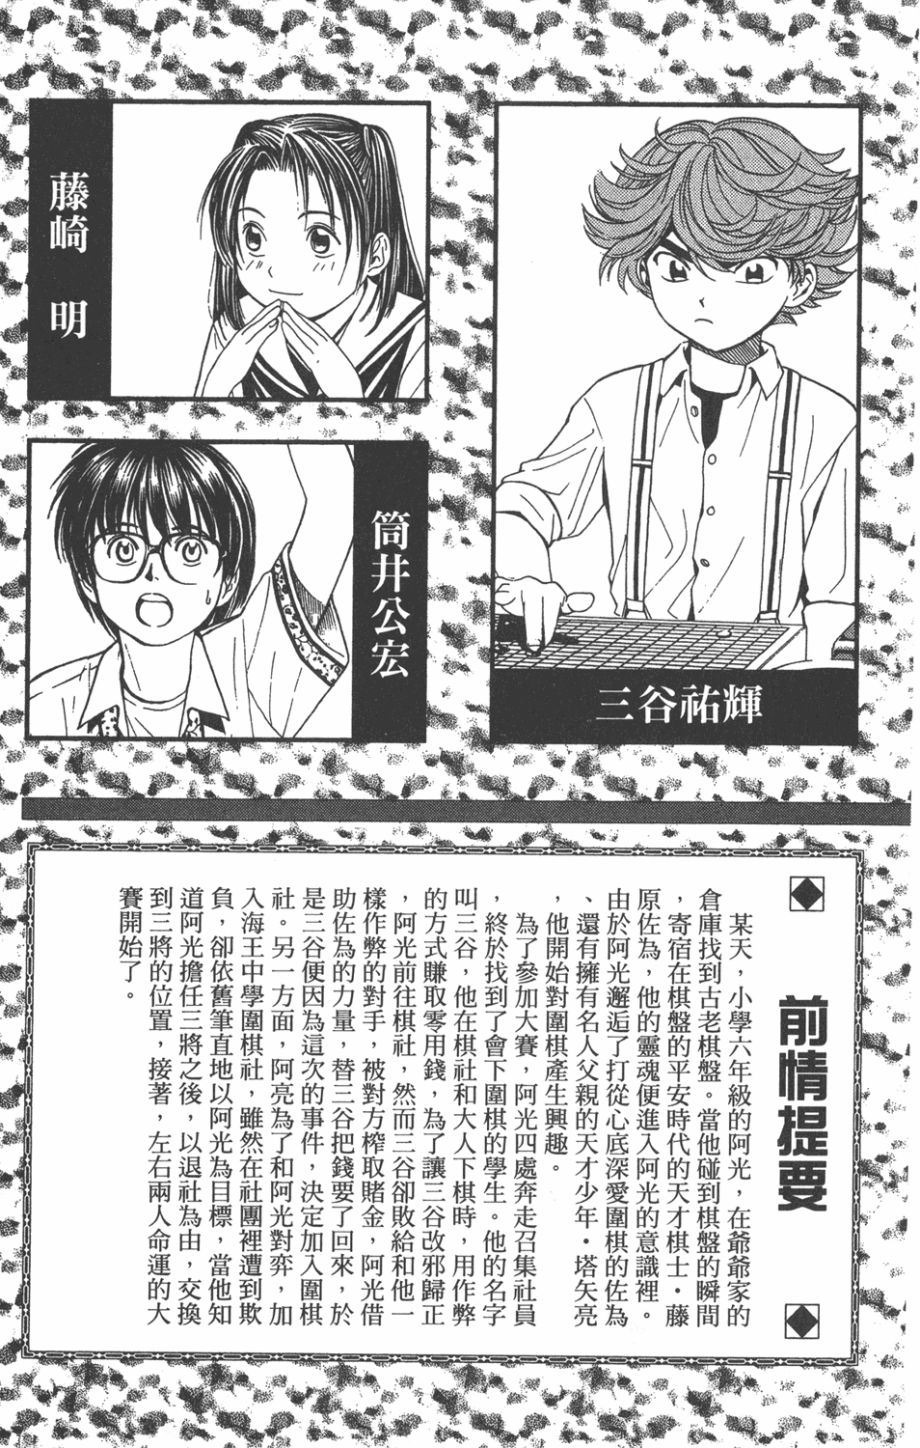 三谷祐輝
藤崎　明
筒井公宏
前情提要
某天，小學六年級的阿光，在爺爺家的
倉庫找到古老棋盤。當他碰到棋盤的瞬間
，寄宿在棋盤的平安時代的天才棋士・藤
原佐為，他的靈魂便進入阿光的意識裡。
由於阿光邂逅了打從心底深愛圍棋的佐為
、還有擁有名人父親的天才少年・塔矢亮
，他開始對圍棋產生興趣。
為了參加大賽，阿光四處奔走召集社員
，終於找到了會下圍棋的學生。他的名字
叫三谷，他在棋社和大人下棋時，用作弊
的方式賺取零用錢，為了讓三谷改邪歸正
，阿光前往棋社，然而三谷卻敗給和他一
樣作弊的對手，被對方榨取賭金，阿光借
助佐為的力量，替三谷把錢要了回來，於
是三谷便因為這次的事件，決定加入圍棋
社。另一方面，阿亮為了和阿光對弈，加
入海王中學圍棋社，雖然在社團裡遭到欺
負，卻依舊筆直地以阿光為目標，當他知
道阿光擔任三將之後，以退社為由，交換
到三將的位置，接著，左右兩人命運的大
賽開始了。